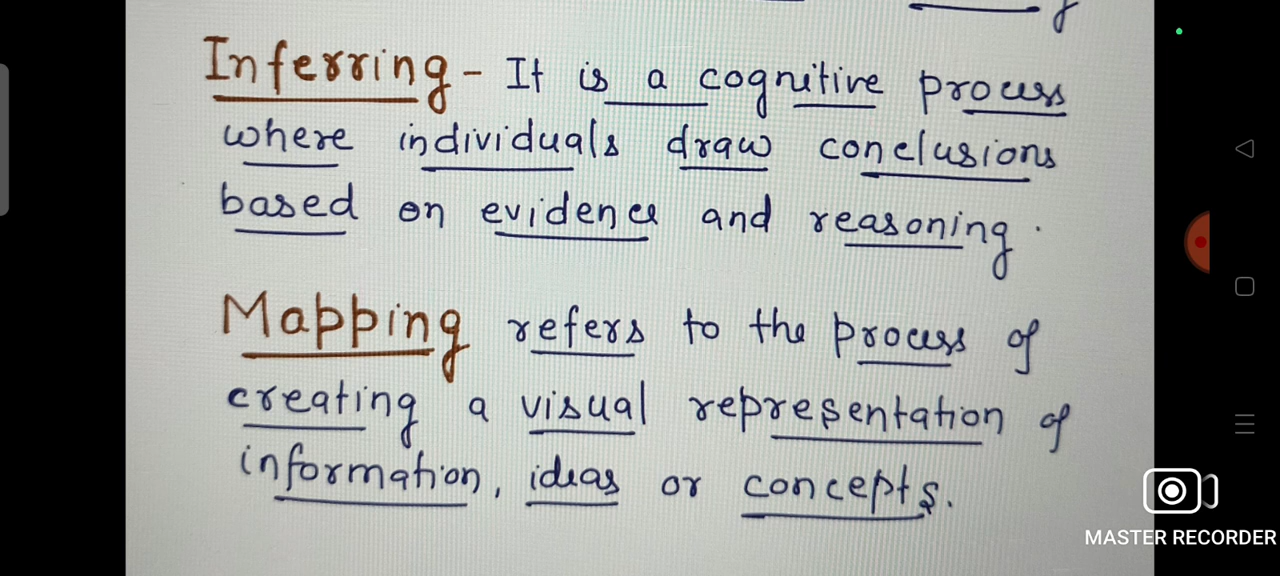 Inferring - It is a cognitive process
where individuals draw conclusions
based on evidence and reasoning.
Mapping refers to the process of
creating a visual representation of
information, ideas or concepts.
MASTER RECORDER